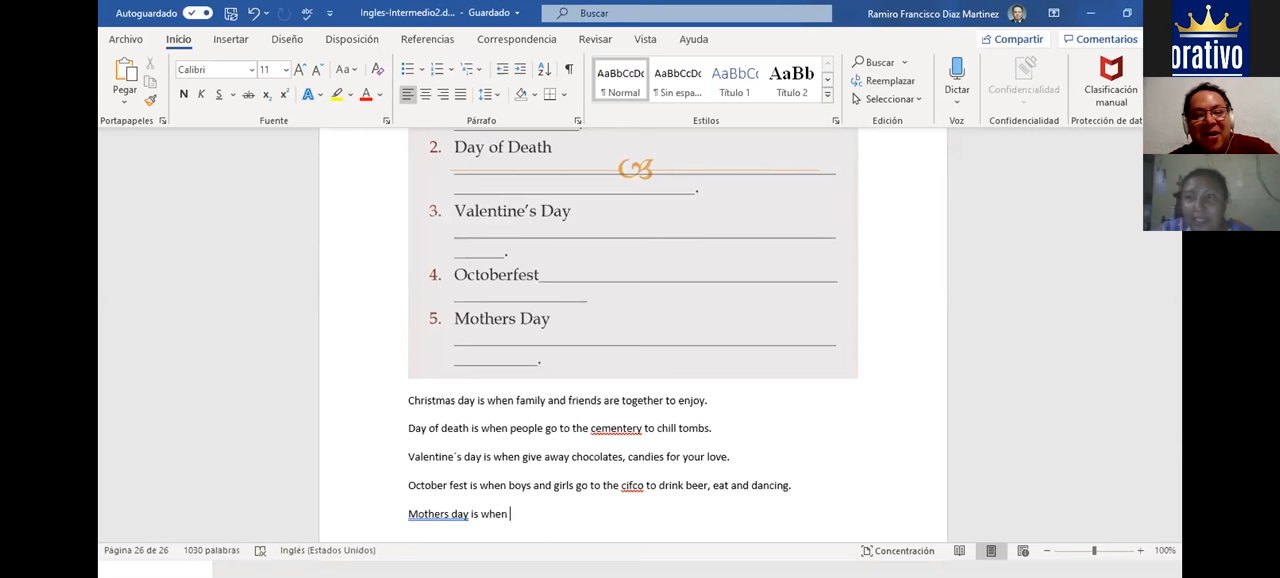 Autoguardado
Ingles-Intermedio2.d... - Guardado
Buscar
Ramiro Francisco Diaz Martinez
Archivo Inicio Insertar Diseño Disposición Referencias pondencia Revisar Vista Ayuda
Compartir Comentarios
orativo
Pegar
Calibri 11
N K S ab x₂ x² A A
AaBbCcDc AaBbCcDc AaBbCc AaBb
¶ Normal ¶ Sin espa... Título 1 Título 2
Buscar
Reemplazar
Seleccionar
Dictar
Confidencialidad
Clasificación
manual
Portapapeles Fuente Párrafo Estilos Edición Voz Confidencialidad Protección de dat
2. Day of Death
3. Valentine's Day
4. Octoberfest
5. Mothers Day
Christmas day is when family and friends are together to enjoy.
Day of death is when people go to the cementery to chill tombs.
Valentine´s day is when give away chocolates, candies for your love.
October fest is when boys and girls go to the cifco to drink beer, eat and dancing.
Mothers day is when
Página 26 de 26 1030 palabras Inglés (Estados Unidos) Concentración 100%